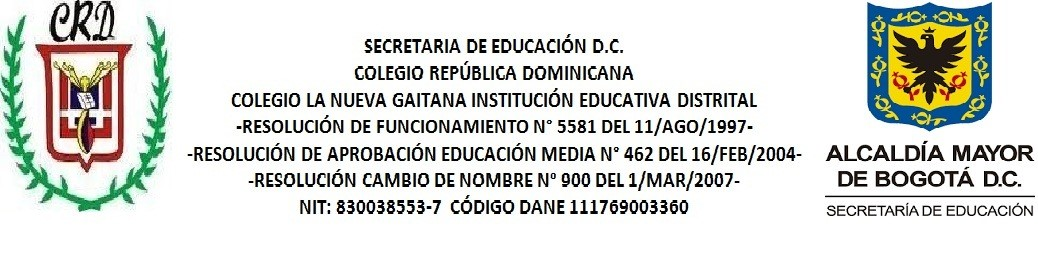 CRD
SECRETARIA DE EDUCACIÓN D.C.
COLEGIO REPÚBLICA DOMINICANA
COLEGIO LA NUEVA GAITANA INSTITUCIÓN EDUCATIVA DISTRITAL
-RESOLUCIÓN DE FUNCIONAMIENTO N° 5581 DEL 11/AGO/1997-
-RESOLUCIÓN DE APROBACIÓN EDUCACIÓN MEDIA N° 462 DEL 16/FEB/2004-
-RESOLUCIÓN CAMBIO DE NOMBRE Nº 900 DEL 1/MAR/2007-
NIT: 830038553-7 CÓDIGO DANE 111769003360
ALCALDÍA MAYOR
DE BOGOTÁ D.C.
SECRETARÍA DE EDUCACIÓN